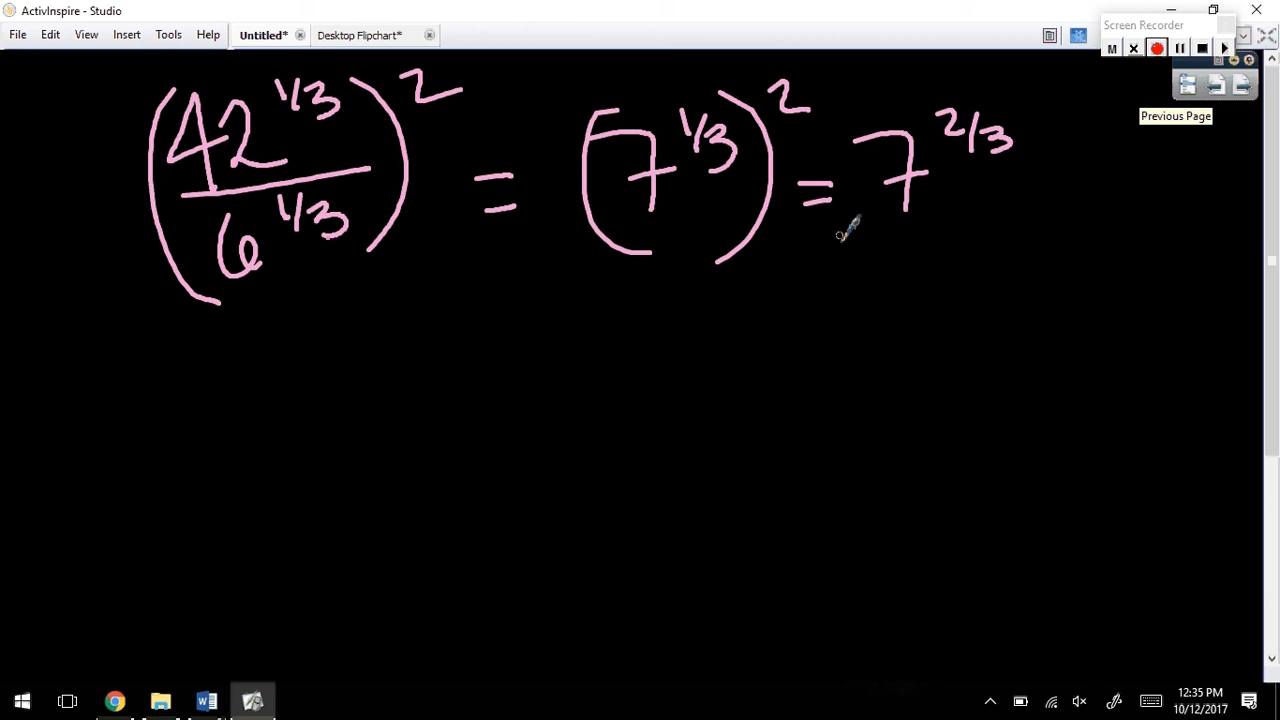 ActivInspire - Studio
Screen Recorder
File Edit View Insert Tools Help Untitled* Desktop Flipchart*
M X
Previous Page
(42^(1/3) / 6^(1/3))^2 = (7^(1/3))^2 = 7^(2/3)
12:35 PM
10/12/2017